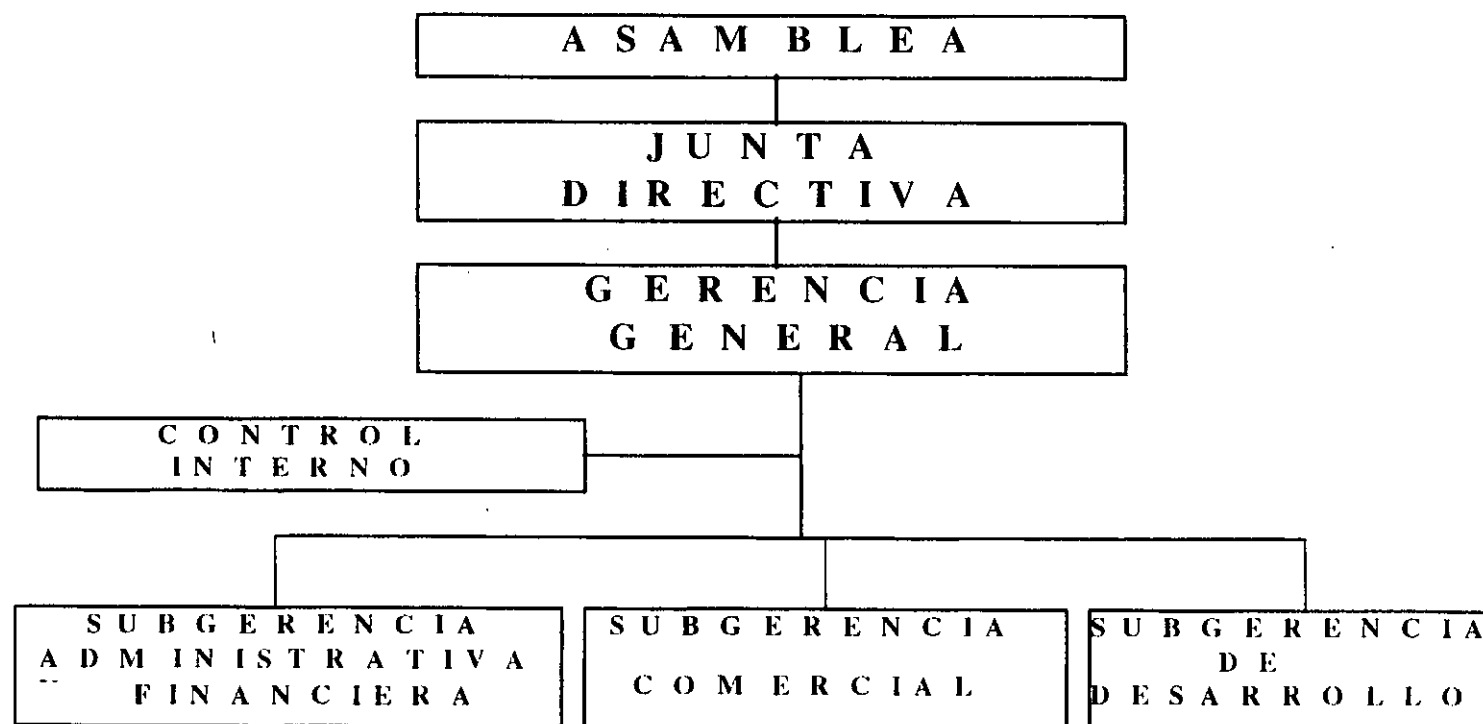 ASAMBLEA
JUNTA
DIRECTIVA
GERENCIA
GENERAL
CONTROL
INTERNO
SUBGERENCIA
ADMINISTRATIVA
FINANCIERA
SUBGERENCIA
COMERCIAL
SUBGERENCIA
DE
DESARROLLO